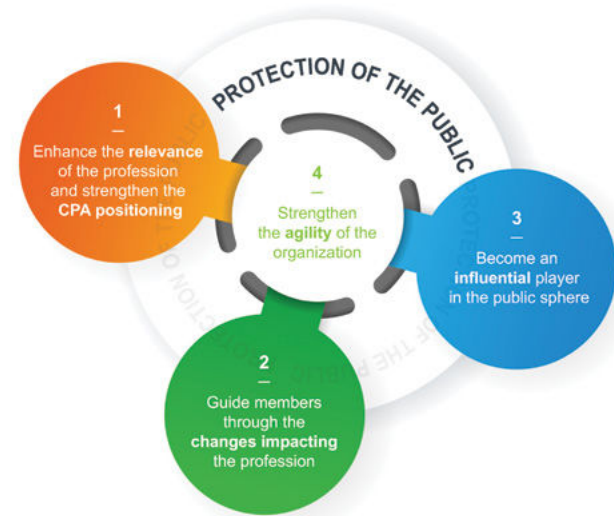 PROTECTION OF THE PUBLIC
1
Enhance the relevance
of the profession
and strengthen the
CPA positioning
4
Strengthen
the agility of the
organization
3
Become an
influential player
in the public sphere
2
Guide members
through the
changes impacting
the profession